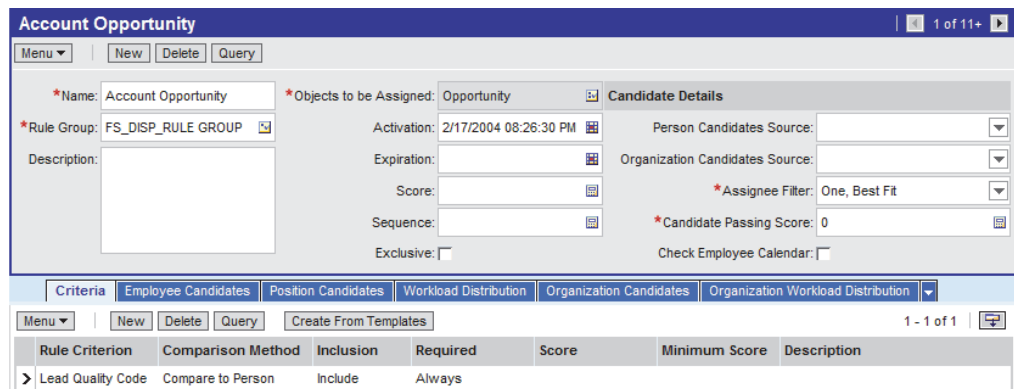 Account Opportunity 1 of 11+
Menu New Delete Query
*Name: Account Opportunity *Objects to be Assigned: Opportunity Candidate Details
*Rule Group: FS_DISP_RULE GROUP Activation: 2/17/2004 08:26:30 PM Person Candidates Source:
Description: Expiration: Organization Candidates Source:
Score: *Assignee Filter: One, Best Fit
Sequence: *Candidate Passing Score: 0
Exclusive: Check Employee Calendar:
Criteria Employee Candidates Position Candidates Workload Distribution Organization Candidates Organization Workload Distribution
Menu New Delete Query Create From Templates 1 - 1 of 1
Rule Criterion Comparison Method Inclusion Required Score Minimum Score Description
Lead Quality Code Compare to Person Include Always